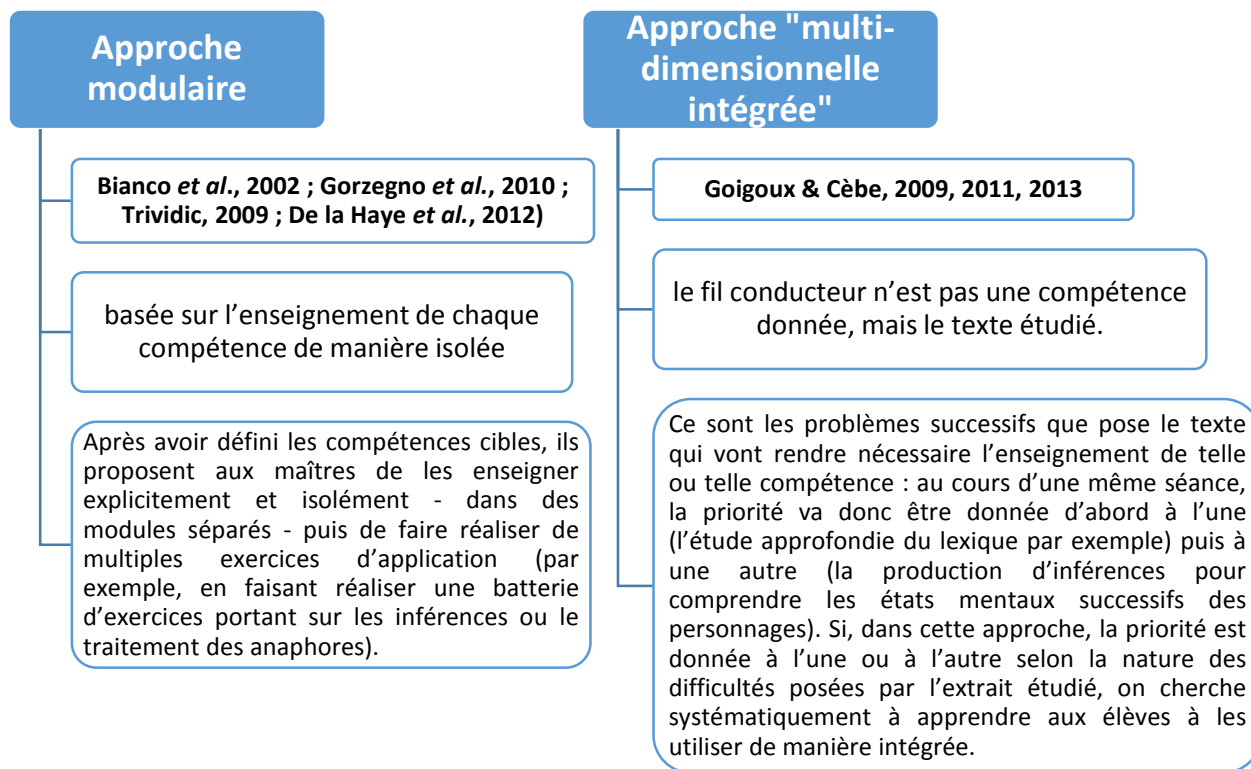 Approche
modulaire
Bianco et al., 2002 ; Gorzegno et al., 2010 ;
Trividic, 2009 ; De la Haye et al., 2012)
basée sur l’enseignement de chaque
compétence de manière isolée
Après avoir défini les compétences cibles, ils
proposent aux maîtres de les enseigner
explicitement et isolément - dans des
modules séparés - puis de faire réaliser de
multiples exercices d’application (par
exemple, en faisant réaliser une batterie
d’exercices portant sur les inférences ou le
traitement des anaphores).
Approche "multi-
dimensionnelle
intégrée"
Goigoux & Cèbe, 2009, 2011, 2013
le fil conducteur n’est pas une compétence
donnée, mais le texte étudié.
Ce sont les problèmes successifs que pose le texte
qui vont rendre nécessaire l’enseignement de telle
ou telle compétence : au cours d’une même séance,
la priorité va donc être donnée d’abord à l’une
(l’étude approfondie du lexique par exemple) puis à
une autre (la production d’inférences pour
comprendre les états mentaux successifs des
personnages). Si, dans cette approche, la priorité est
donnée à l’une ou à l’autre selon la nature des
difficultés posées par l’extrait étudié, on cherche
systématiquement à apprendre aux élèves à les
utiliser de manière intégrée.